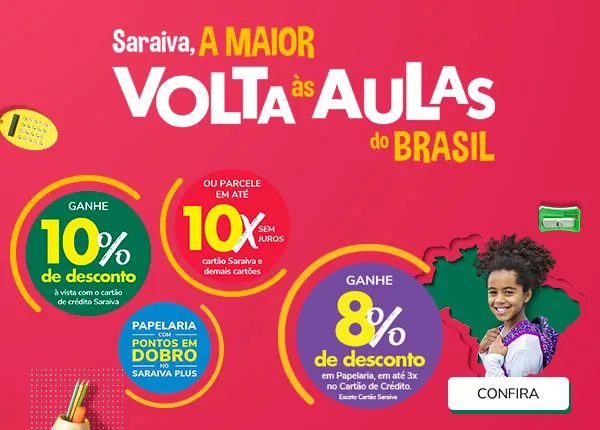 Saraiva, A MAIOR
VOLTA às AULAS
do BRASIL
GANHE
10%
de desconto
à vista com o cartão
de crédito Saraiva
OU PARCELE
EM ATÉ
10X SEM
JUROS
cartão Saraiva e
demais cartões
PAPELARIA
COM
PONTOS EM
DOBRO
NO
SARAIVA PLUS
GANHE
8%
de desconto
em Papelaria, em até 3x
no Cartão de Crédito.
Exceto Cartão Saraiva
CONFIRA